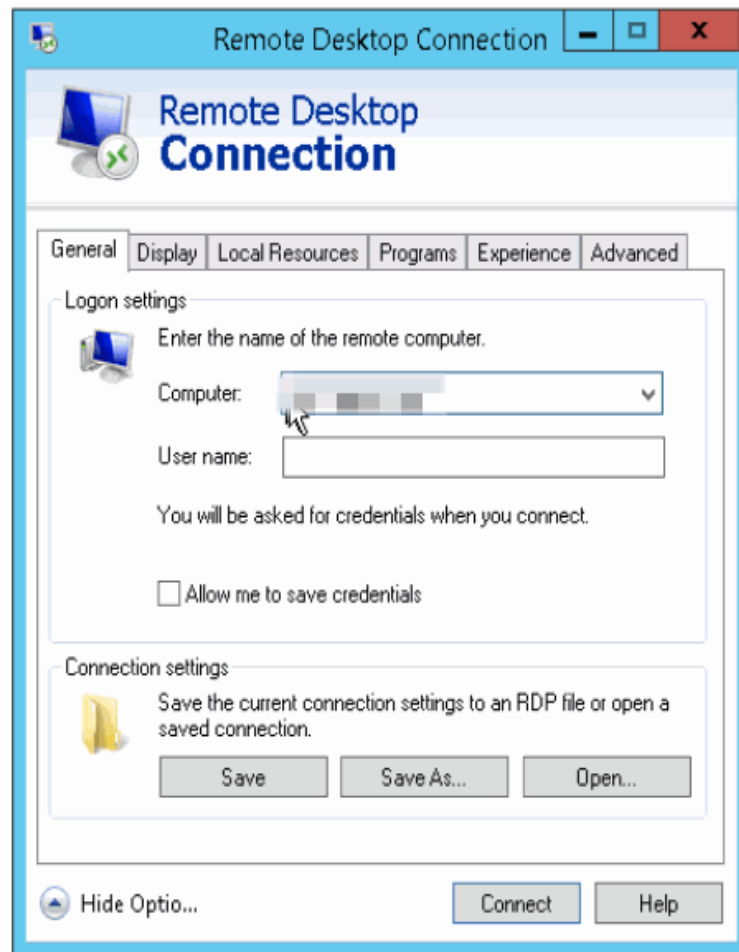 Remote Desktop Connection
Remote Desktop
Connection
General Display Local Resources Programs Experience Advanced
Logon settings
Enter the name of the remote computer.
Computer:
User name:
You will be asked for credentials when you connect.
Allow me to save credentials
Connection settings
Save the current connection settings to an RDP file or open a
saved connection.
Save Save As... Open...
Hide Optio... Connect Help